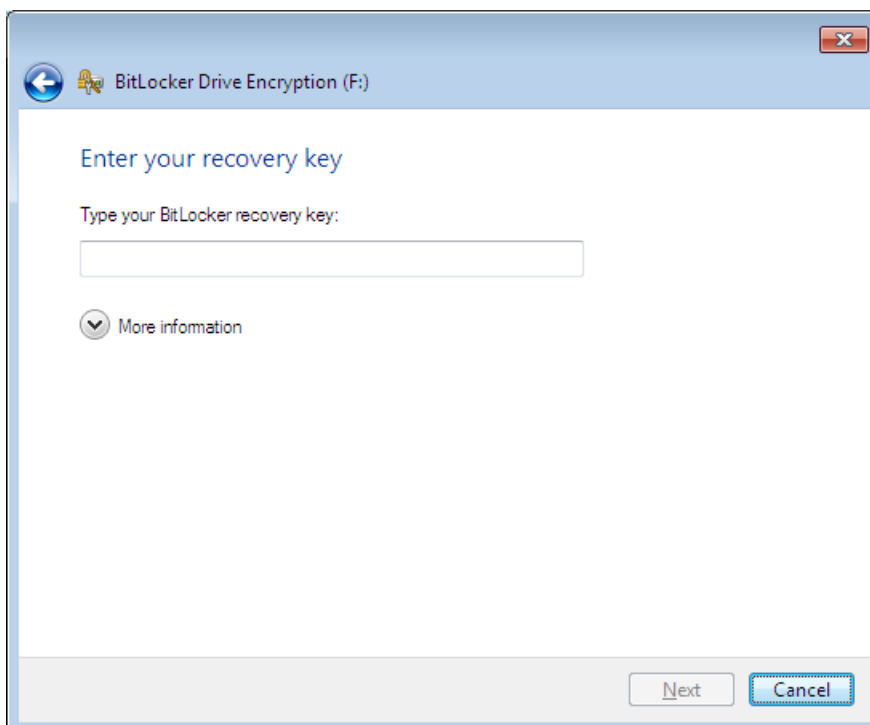 BitLocker Drive Encryption (F:)
Enter your recovery key
Type your BitLocker recovery key:
More information
Next
Cancel